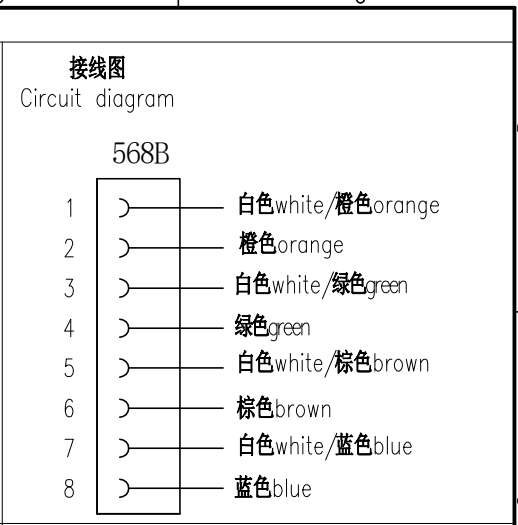 接线图
Circuit diagram
568B
1 白色white/橙色orange
2 橙色orange
3 白色white/绿色green
4 绿色green
5 白色white/棕色brown
6 棕色brown
7 白色white/蓝色blue
8 蓝色blue